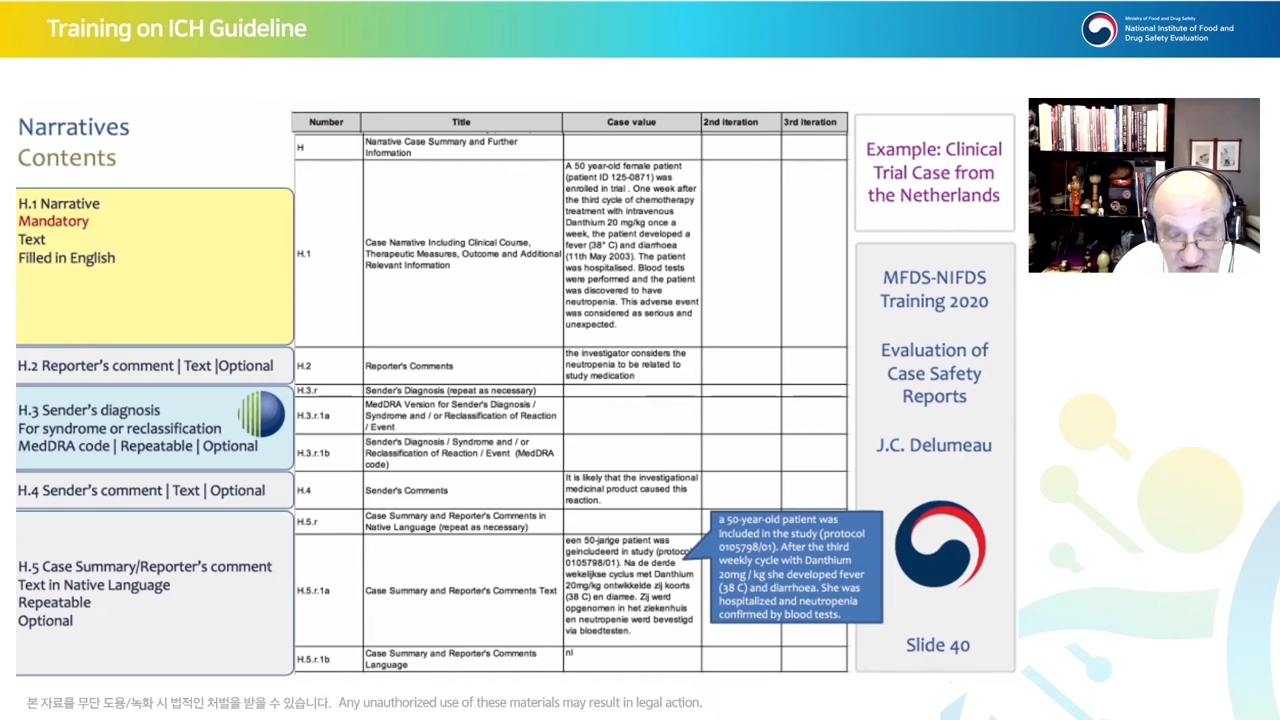 Training on ICH Guideline
Ministry of Food and Drug Safety
National Institute of Food and
Drug Safety Evaluation
Narratives
Contents
H.1 Narrative
Mandatory
Text
Filled in English
H.2 Reporter's comment | Text |Optional
H.3 Sender's diagnosis
For syndrome or reclassification
MedDRA code | Repeatable | Optional
H.4 Sender's comment | Text | Optional
H.5 Case Summary/Reporter's comment
Text in Native Language
Repeatable
Optional
Number Title Case value 2nd iteration 3rd iteration
H
Narrative Case Summary and Further
Information
H.1
Case Narrative Including Clinical Course,
Therapeutic Measures, Outcome and Additional
Relevant Information
A 50 year-old female patient
(patient ID 125-0871) was
enrolled in trial . One week after
the third cycle of chemotherapy
treatment with intravenous
Danthium 20 mg/kg once a
week, the patient developed a
fever (38° C) and diarrhoea
(11th May 2003). The patient
was hospitalised. Blood tests
were performed and the patient
was discovered to have
neutropenia. This adverse event
was considered as serious and
unexpected.
H.2
Reporter's Comments
the investigator considers the
neutropenia to be related to
study medication
H.3.r
Sender's Diagnosis (repeat as necessary)
H.3.r.1a
MedDRA Version for Sender's Diagnosis /
Syndrome and / or Reclassification of Reaction
/ Event
H.3.r.1b
Sender's Diagnosis / Syndrome and / or
Reclassification of Reaction / Event (MedDRA
code)
H.4
Sender's Comments
It is likely that the investigational
medicinal product caused this
reaction.
H.5.r
Case Summary and Reporter's Comments in
Native Language (repeat as necessary)
H.5.r.1a
Case Summary and Reporter's Comments Text
een 50-jarige patient was
geincludeerd in study (protocol
0105798/01). Na de derde
wekelijkse cyclus met Danthium
20mg/kg ontwikkelde zij koorts
(38 C) en diarree. Zij werd
opgenomen in het ziekenhuis
en neutropenie werd bevestigd
via bloedtesten.
H.5.r.1b
Case Summary and Reporter's Comments
Language
nl
a 50-year-old patient was
included in the study (protocol
0105798/01). After the third
weekly cycle with Danthium
20mg / kg she developed fever
(38 C) and diarrhoea. She was
hospitalized and neutropenia
confirmed by blood tests.
Example: Clinical
Trial Case from
the Netherlands
MFDS-NIFDS
Training 2020
Evaluation of
Case Safety
Reports
J.C. Delumeau
Slide 40
본 자료를 무단 도용/녹화 시 법적인 처벌을 받을 수 있습니다. Any unauthorized use of these materials may result in legal action.